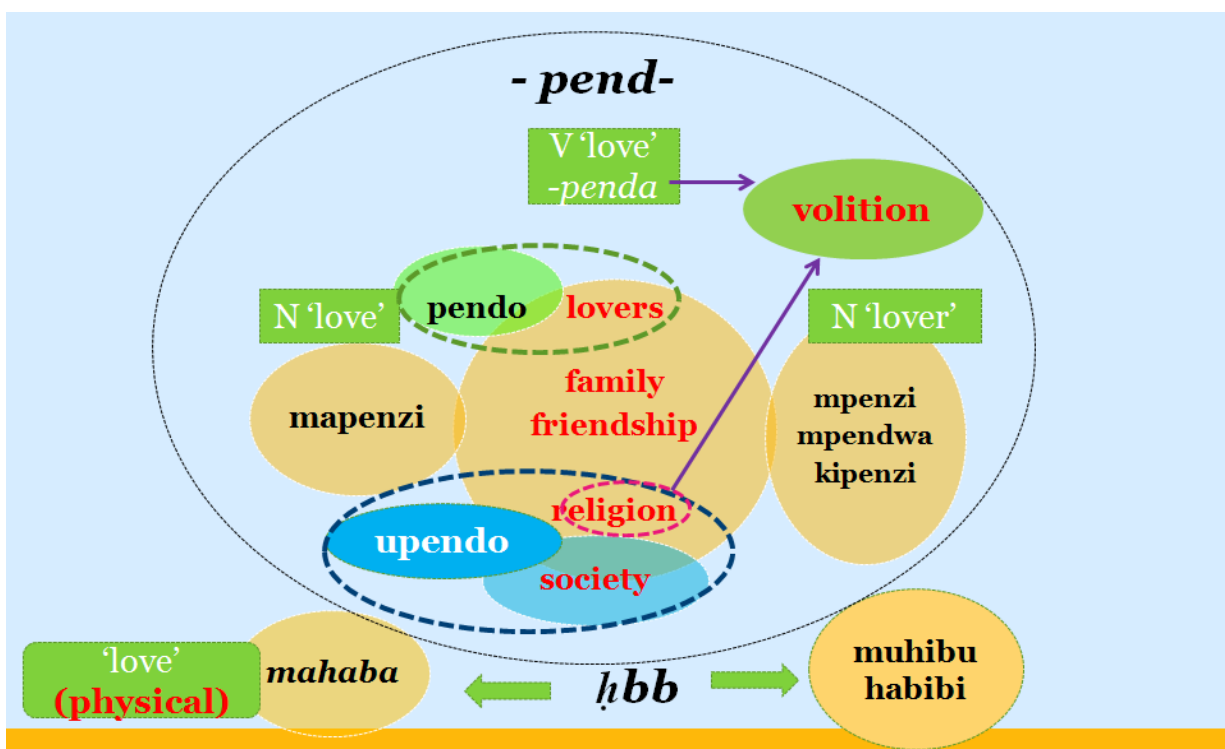 - pend-
V ‘love’
-penda
volition
pendo
lovers
N ‘love’
N ‘lover’
family
friendship
mapenzi
mpenzi
mpendwa
kipenzi
religion
upendo
society
‘love’
(physical)
mahaba
ḥbb
muhibu
habibi